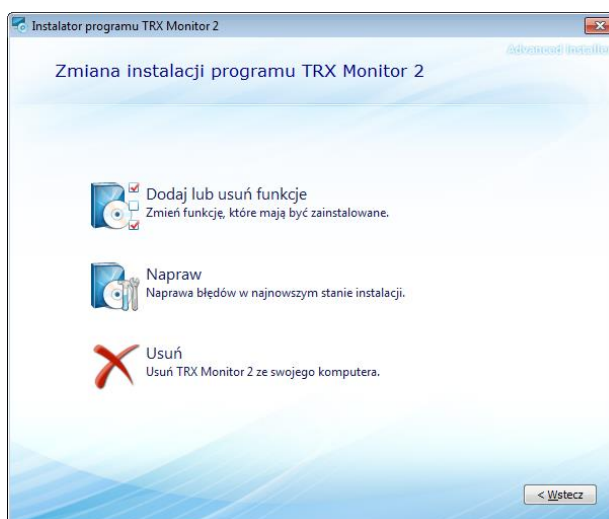 Instalator programu TRX Monitor 2
Advanced Installer
Zmiana instalacji programu TRX Monitor 2
Dodaj lub usuń funkcje
Zmień funkcję, które mają być zainstalowane.
Napraw
Naprawa błędów w najnowszym stanie instalacji.
Usuń
Usuń TRX Monitor 2 ze swojego komputera.
< Wstecz